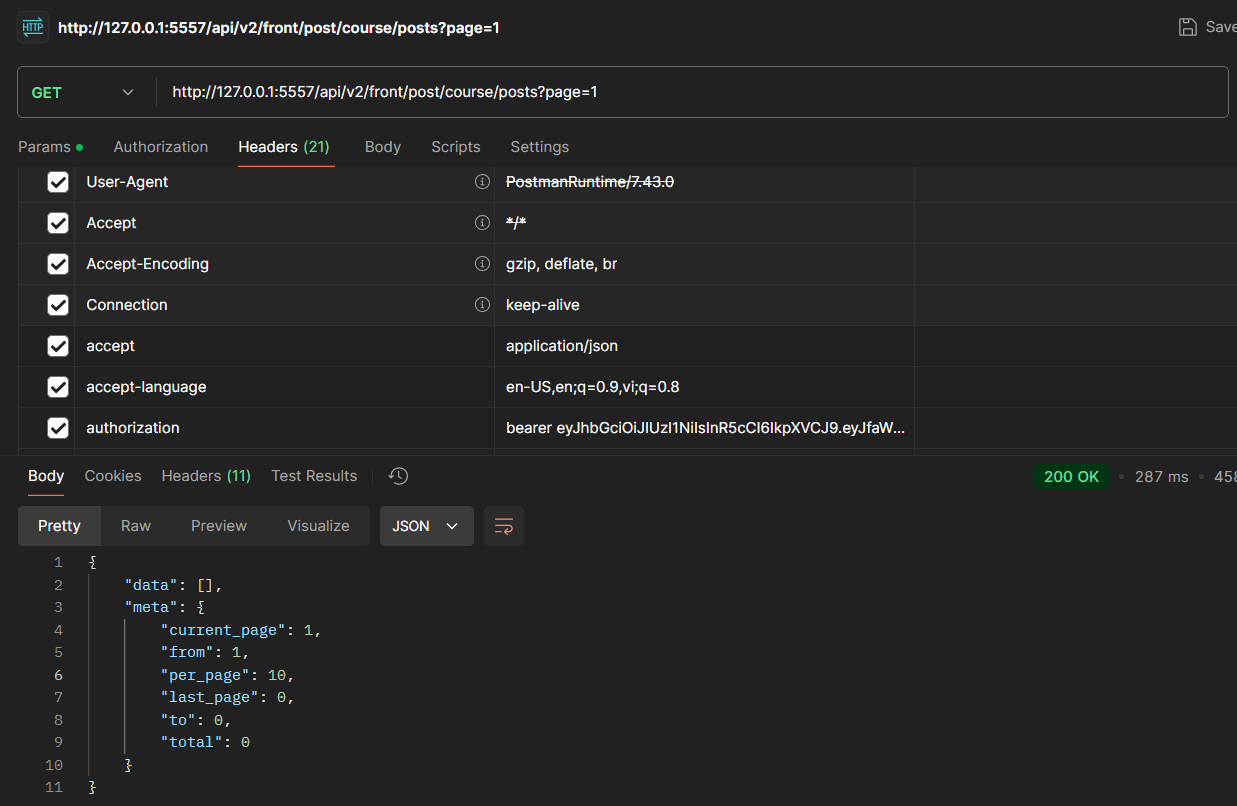 HTTP http://127.0.0.1:5557/api/v2/front/post/course/posts?page=1 Save
GET http://127.0.0.1:5557/api/v2/front/post/course/posts?page=1
Params Authorization Headers (21) Body Scripts Settings
User-Agent PostmanRuntime/7.43.0
Accept */*
Accept-Encoding gzip, deflate, br
Connection keep-alive
accept application/json
accept-language en-US,en;q=0.9,vi;q=0.8
authorization bearer eyJhbGciOiJIUzI1NiIsInR5cCI6IkpXVCJ9.eyJfaW...
Body Cookies Headers (11) Test Results 200 OK 287 ms 458
Pretty Raw Preview Visualize JSON
1 {
2 "data": [],
3 "meta": {
4 "current_page": 1,
5 "from": 1,
6 "per_page": 10,
7 "last_page": 0,
8 "to": 0,
9 "total": 0
10 }
11 }